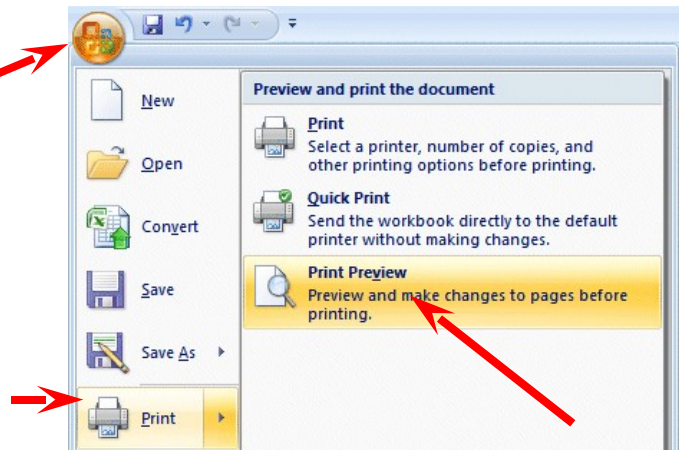 New
Open
Convert
Save
Save As
Print
Preview and print the document
Print
Select a printer, number of copies, and
other printing options before printing.
Quick Print
Send the workbook directly to the default
printer without making changes.
Print Preview
Preview and make changes to pages before
printing.